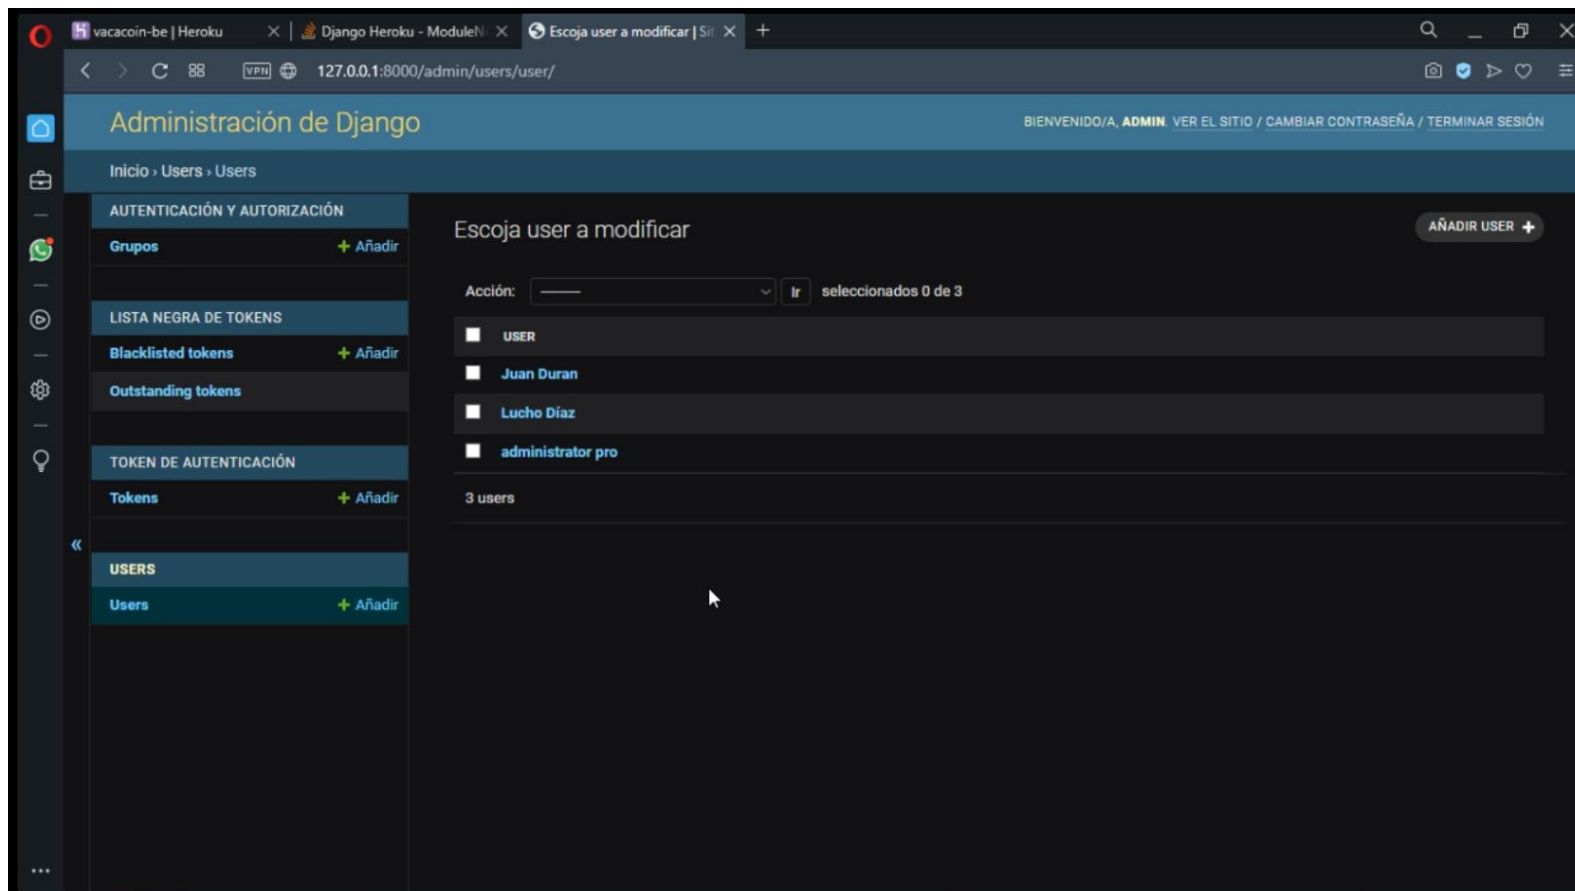 vacacoin-be | Heroku
Django Heroku - ModuleN
Escoja user a modificar | Sit
VPN 127.0.0.1:8000/admin/users/user/
Administración de Django
BIENVENIDO/A, ADMIN. VER EL SITIO / CAMBIAR CONTRASEÑA / TERMINAR SESIÓN
Inicio › Users › Users
AUTENTICACIÓN Y AUTORIZACIÓN
Grupos + Añadir
LISTA NEGRA DE TOKENS
Blacklisted tokens + Añadir
Outstanding tokens
TOKEN DE AUTENTICACIÓN
Tokens + Añadir
«
USERS
Users + Añadir
Escoja user a modificar
AÑADIR USER +
Acción: --------- Ir seleccionados 0 de 3
USER
Juan Duran
Lucho Díaz
administrator pro
3 users